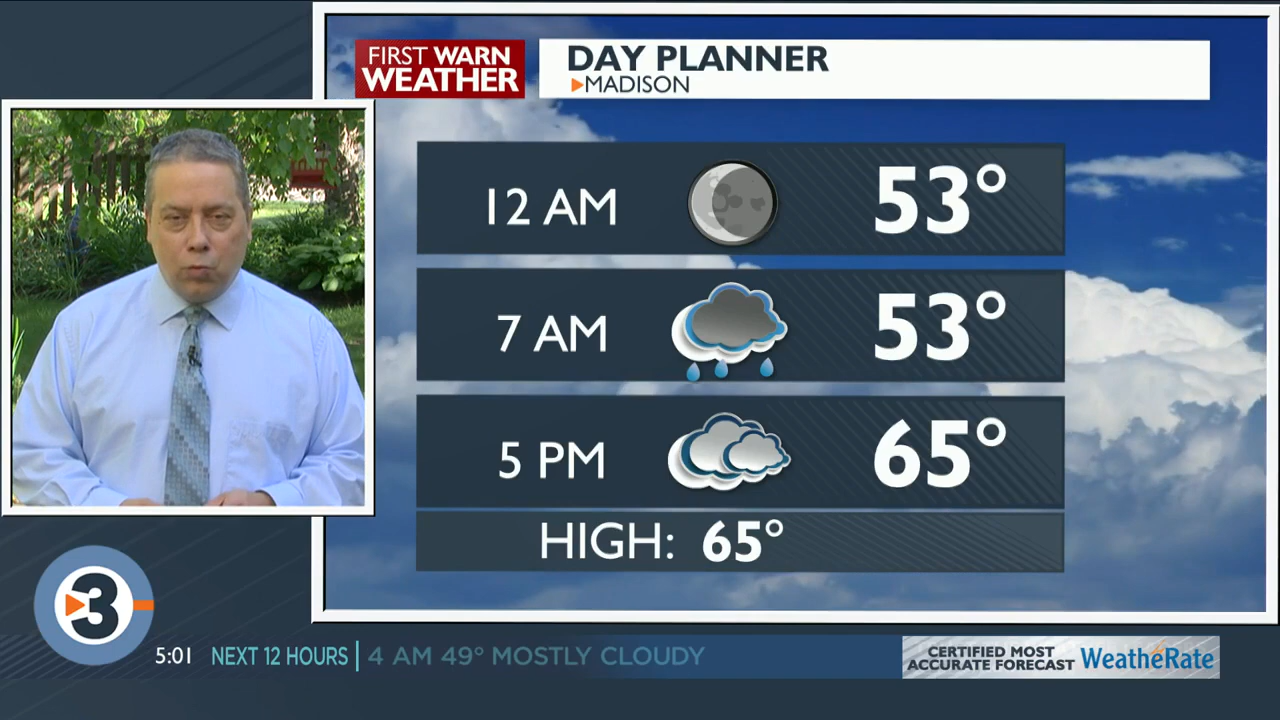 FIRST WARN
WEATHER
DAY PLANNER
MADISON
12 AM 53°
7 AM 53°
5 PM 65°
HIGH: 65°
3
5:01 NEXT 12 HOURS 4 AM 49° MOSTLY CLOUDY
CERTIFIED MOST
ACCURATE FORECAST WeatheRate